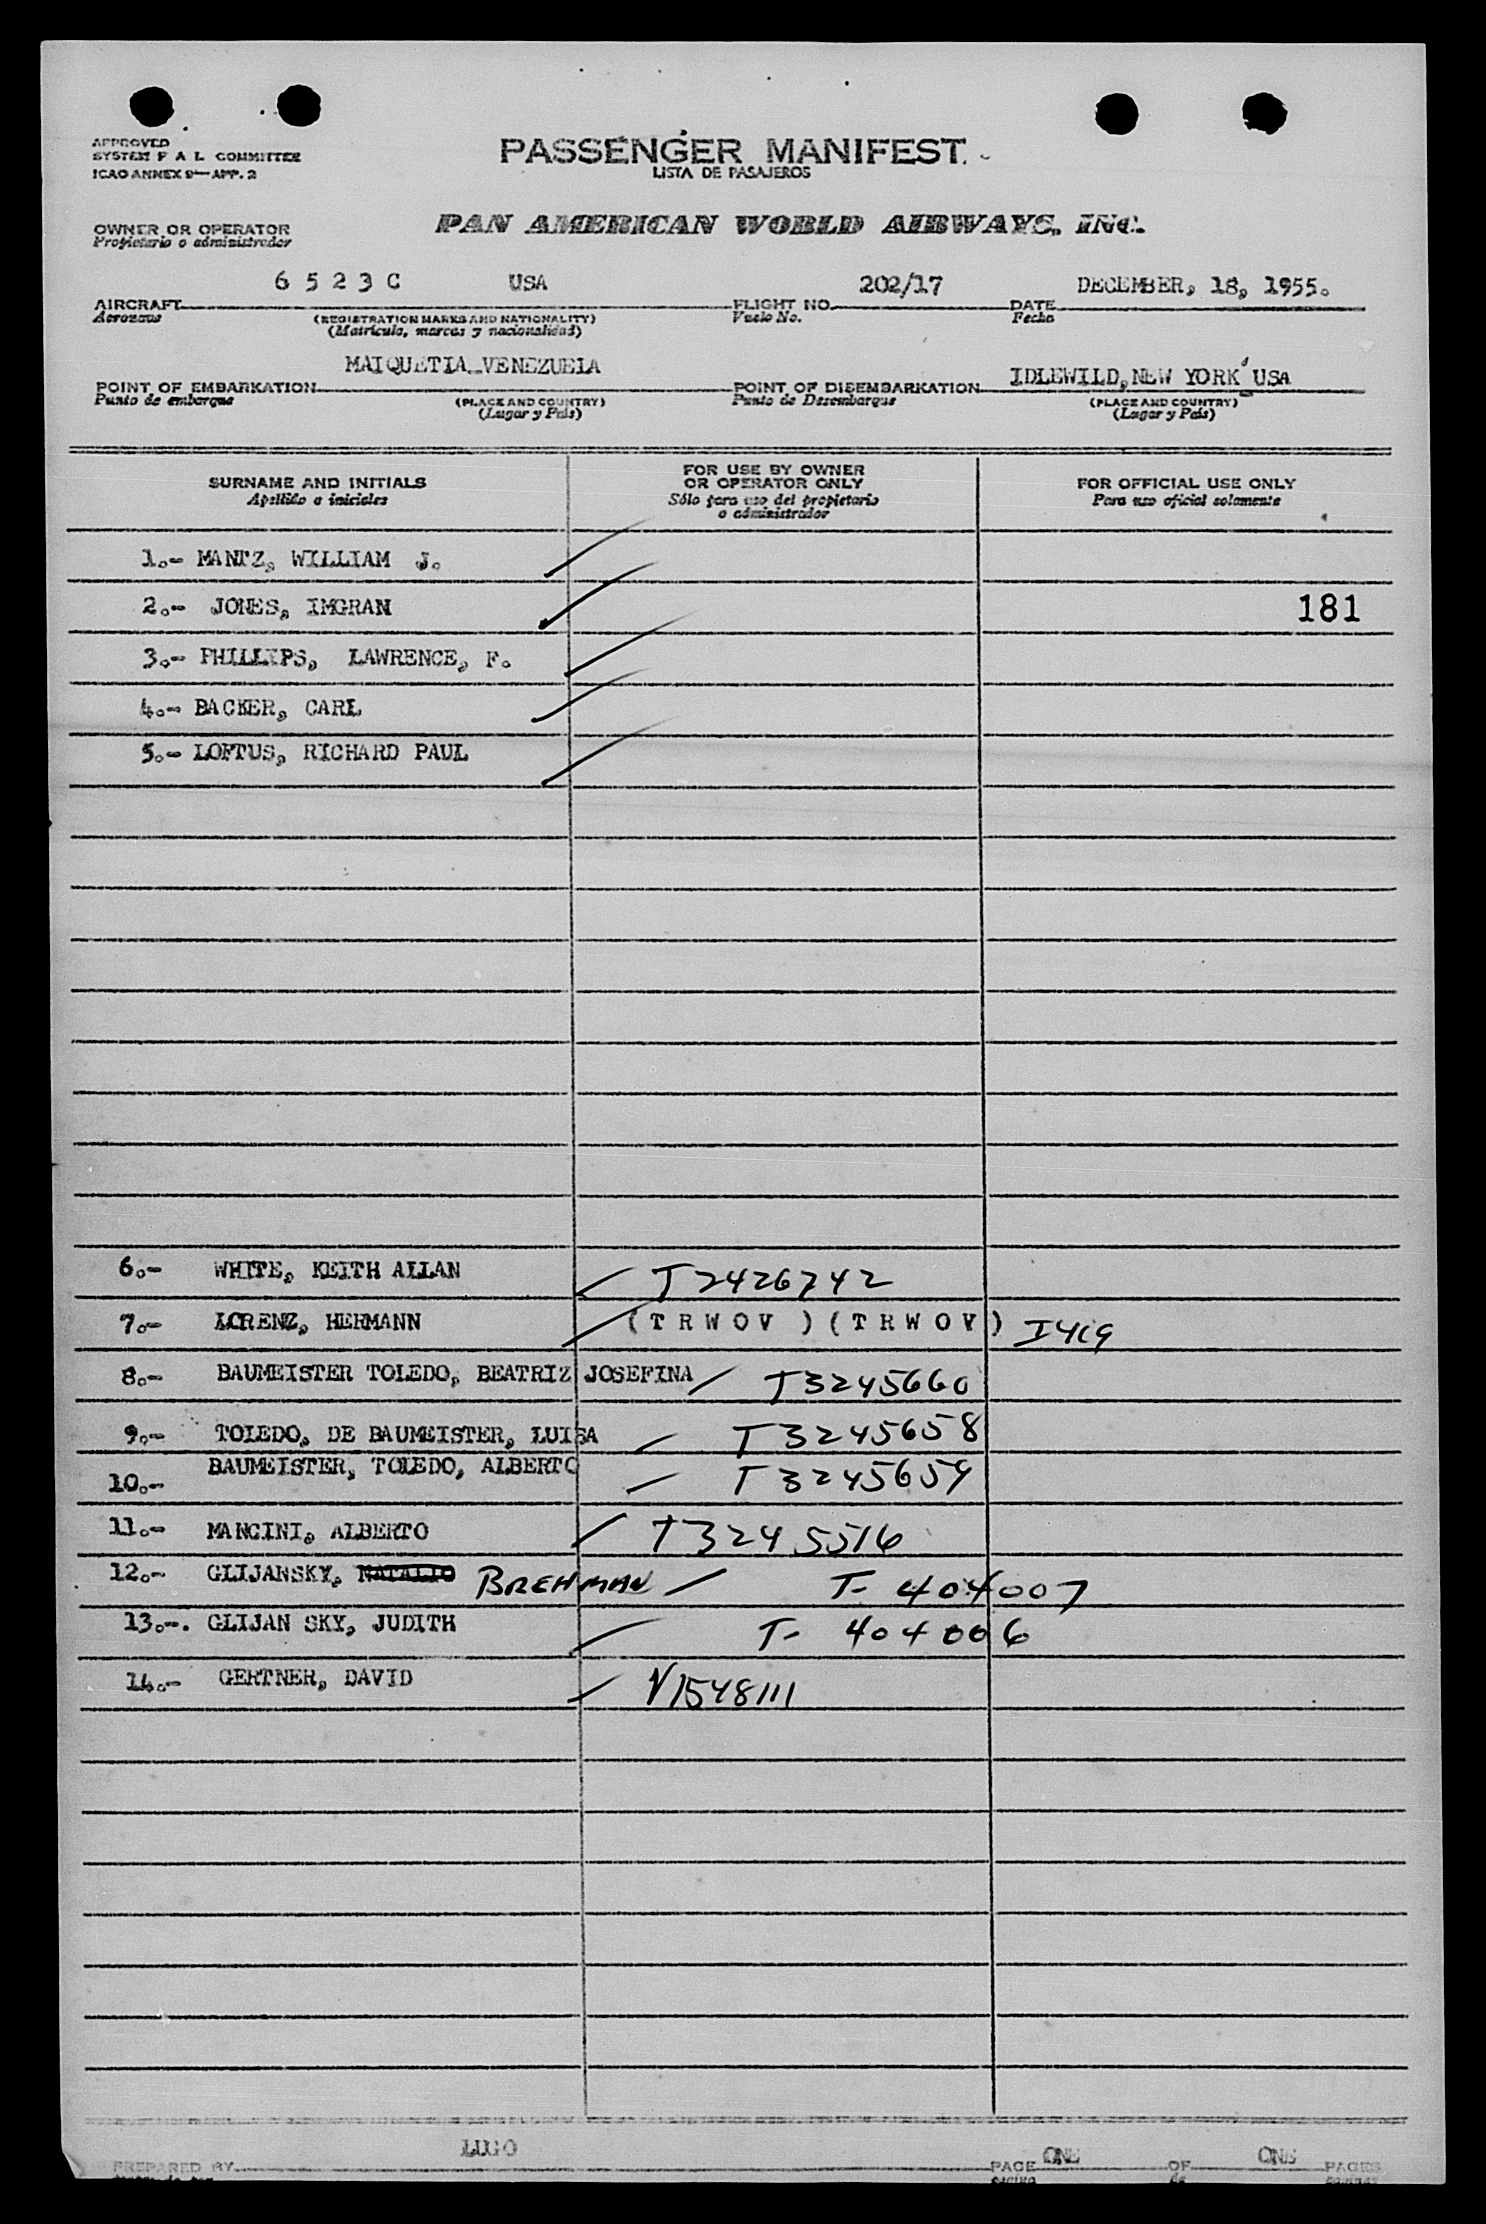 APPROVED
SYSTEM F A L COMMITTEE
ICAO ANNEX 9—APP. 2
PASSENGER MANIFEST
LISTA DE PASAJEROS
OWNER OR OPERATOR
Propietario o administrador
PAN AMERICAN WORLD AIRWAYS, INC.
6 5 2 3 C USA 202/17 DECEMBER, 18, 1955.
AIRCRAFT FLIGHT NO. DATE
Aeronave (REGISTRATION MARKS AND NATIONALITY) Vuelo No. Fecha
(Matrícula, marcas y nacionalidad)
MAIQUETIA VENEZUELA IDLEWILD, NEW YORK USA
POINT OF EMBARKATION POINT OF DISEMBARKATION
Punto de embarque (PLACE AND COUNTRY) Punto de Desembarque (PLACE AND COUNTRY)
(Lugar y País) (Lugar y País)
SURNAME AND INITIALS FOR USE BY OWNER OR OPERATOR ONLY FOR OFFICIAL USE ONLY
Apellido e iniciales Sólo para uso del propietario o administrador Para uso oficial solamente
1.- MANTZ, WILLIAM J.
2.- JONES, IMGRAN 181
3.- PHILLIPS, LAWRENCE, F.
4.- BACKER, CARL
5.- LOFTUS, RICHARD PAUL
6.- WHITE, KEITH ALLAN T2426742
7.- LORENZ, HERMANN ( T R W O V ) ( T R W O V )
8.- BAUMEISTER TOLEDO, BEATRIZ JOSEFINA T3245660
9.- TOLEDO, DE BAUMEISTER, LUISA T3245658
10.- BAUMEISTER, TOLEDO, ALBERTO T3245659
11.- MANCINI, ALBERTO T3245516
12.- GLIJANSKY, NATALIO BREHMAN T- 404007
13.-. GLIJAN SKY, JUDITH T- 404006
14.- GERTNER, DAVID V1548111
LUGO ONE ONE
PREPARED BY PAGE OF PAGES